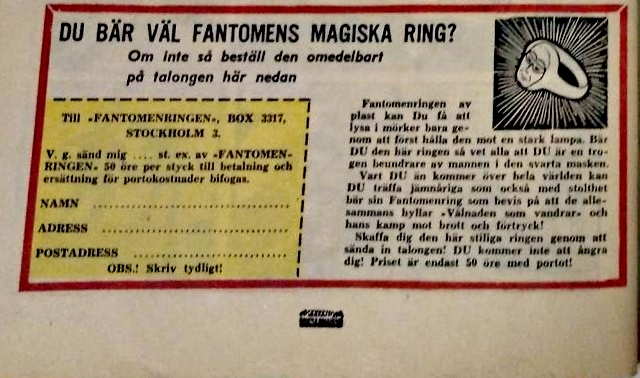 DU BÄR VÄL FANTOMENS MAGISKA RING?
Om inte så beställ den omedelbart
på talongen här nedan
Till »FANTOMENRINGEN», BOX 3317,
STOCKHOLM 3.
V. g. sänd mig .... st. ex. av »FANTOMEN-
RINGEN» 50 öre per styck till betalning och
ersättning för portokostnader bifogas.
NAMN
ADRESS
POSTADRESS
OBS.! Skriv tydligt!
Fantomenringen av
plast kan Du få att
lysa i mörker bara ge-
nom att först hålla den mot en stark lampa. Bär
DU den här ringen så vet alla att DU är en tro-
gen beundrare av mannen i den svarta masken.
Vart DU än kommer över hela världen kan
DU träffa jämnåriga som också med stolthet
bär sin Fantomenring som bevis på att de alle-
sammans hyllar »Vålnaden som vandrar» och
hans kamp mot brott och förtryck!
Skaffa dig den här stiliga ringen genom att
sända in talongen! DU kommer inte att ångra
dig! Priset är endast 50 öre med portot!